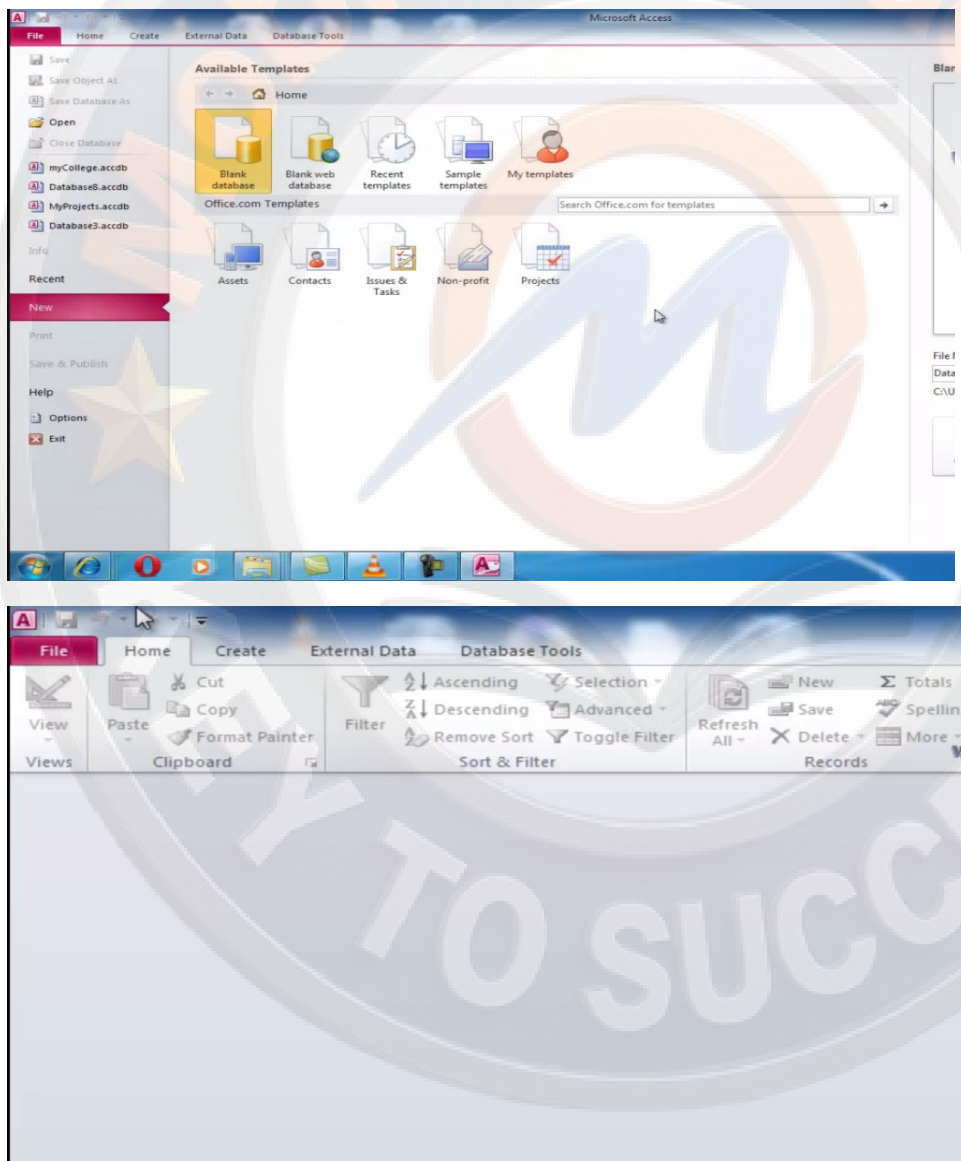 Microsoft Access
File Home Create External Data Database Tools
Save
Save Object As
Save Database As
Open
Close Database
myCollege.accdb
Database8.accdb
MyProjects.accdb
Database3.accdb
Info
Recent
New
Print
Save & Publish
Help
Options
Exit
Available Templates
Home
Blank database
Blank web database
Recent templates
Sample templates
My templates
Office.com Templates
Search Office.com for templates
Assets
Contacts
Issues & Tasks
Non-profit
Projects
Blan
File N
Data
C:\U
File Home Create External Data Database Tools
View
Views
Paste
Cut
Copy
Format Painter
Clipboard
Filter
Ascending
Descending
Remove Sort
Selection
Advanced
Toggle Filter
Sort & Filter
Refresh All
New
Save
Delete
Totals
Spellin
More
Records
TO SUCC